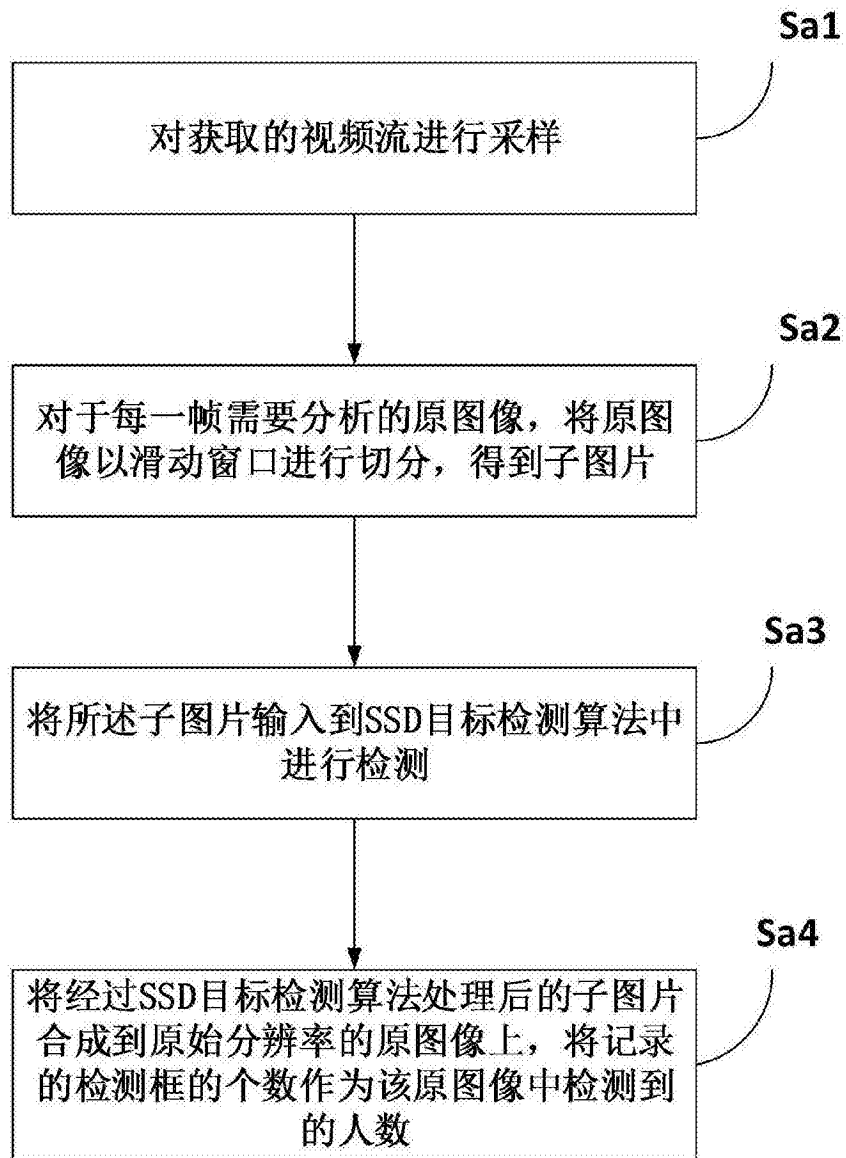 Sa1
对获取的视频流进行采样
Sa2
对于每一帧需要分析的原图像，将原图
像以滑动窗口进行切分，得到子图片
Sa3
将所述子图片输入到SSD目标检测算法中
进行检测
Sa4
将经过SSD目标检测算法处理后的子图片
合成到原始分辨率的原图像上，将记录
的检测框的个数作为该原图像中检测到
的人数